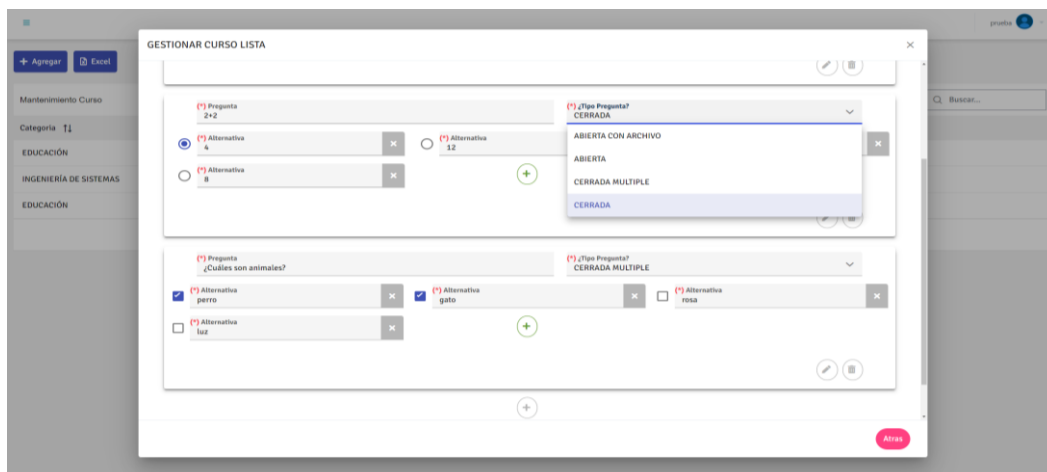 prueba
GESTIONAR CURSO LISTA
×
+ Agregar
Excel
Mantenimiento Curso
Buscar...
Categoria
EDUCACIÓN
INGENIERÍA DE SISTEMAS
EDUCACIÓN
(*) Pregunta
2+2
(*) ¿Tipo Pregunta?
CERRADA
ABIERTA CON ARCHIVO
ABIERTA
CERRADA MULTIPLE
CERRADA
(*) Alternativa
4
(*) Alternativa
12
(*) Alternativa
8
(*) Pregunta
¿Cuáles son animales?
(*) ¿Tipo Pregunta?
CERRADA MULTIPLE
(*) Alternativa
perro
(*) Alternativa
gato
(*) Alternativa
rosa
(*) Alternativa
luz
Atras